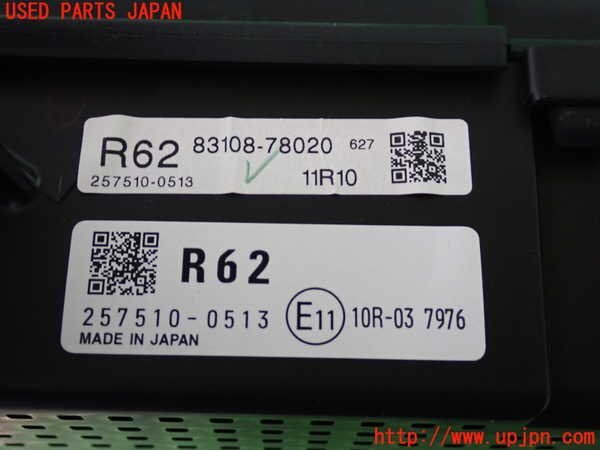 USED PARTS JAPAN
R62 83108-78020 627
257510-0513 11R10
R62
257510-0513 E11 10R-03 7976
MADE IN JAPAN
http://www.upjpn.com/